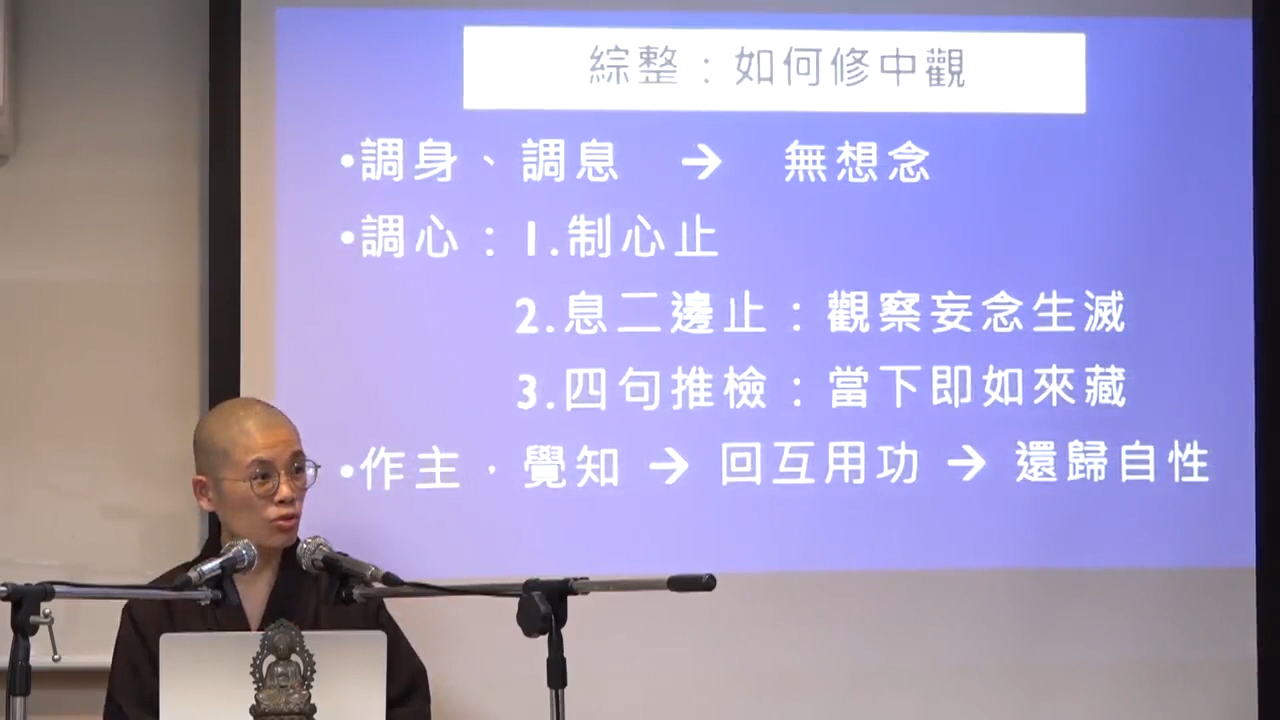 綜整：如何修中觀
•調身、調息 → 無想念
•調心：1.制心止
2.息二邊止：觀察妄念生滅
3.四句推檢：當下即如來藏
•作主，覺知 → 回互用功 → 還歸自性